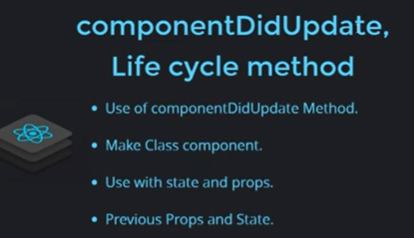 componentDidUpdate,
Life cycle method
• Use of componentDidUpdate Method.
• Make Class component.
• Use with state and props.
• Previous Props and State.